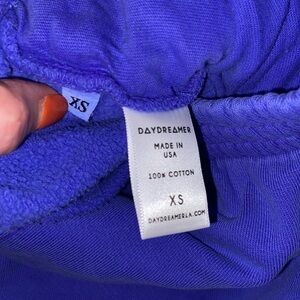 XS
DAYDREAMER
MADE IN
USA
100% COTTON
XS
DAYDREAMERLA.COM